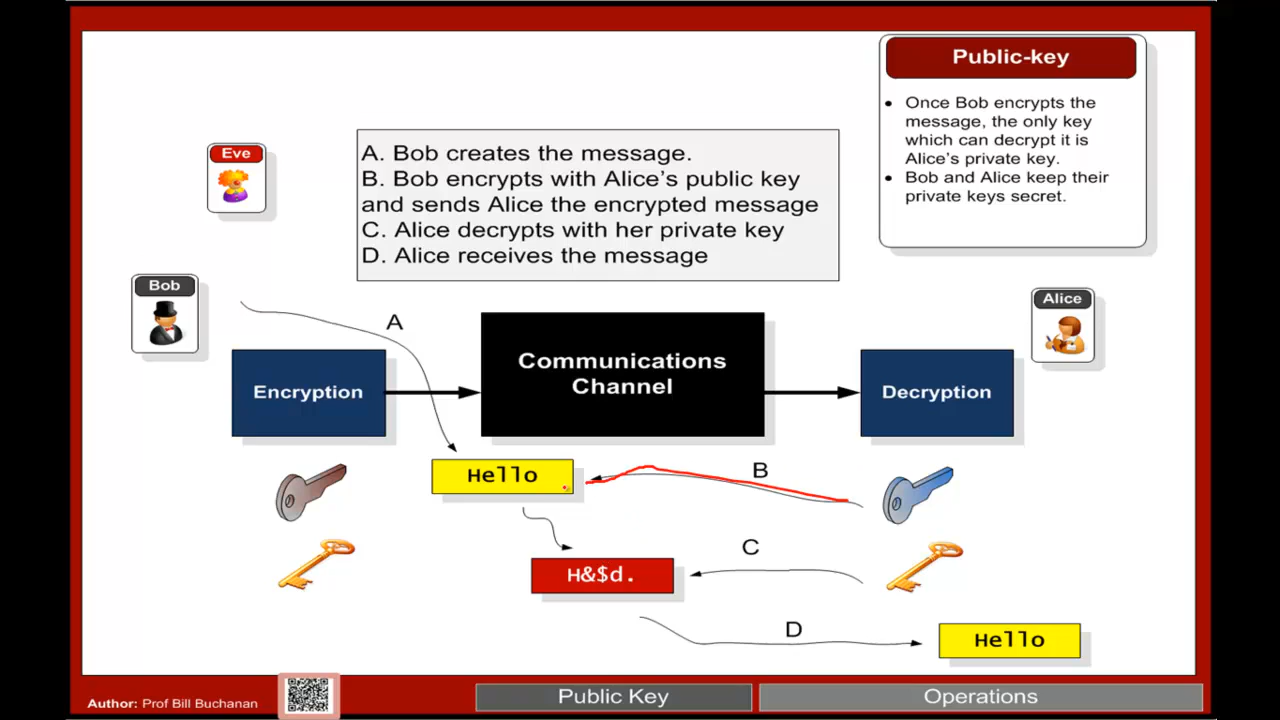 Public-key
• Once Bob encrypts the
message, the only key
which can decrypt it is
Alice's private key.
• Bob and Alice keep their
private keys secret.
Eve
A. Bob creates the message.
B. Bob encrypts with Alice's public key
and sends Alice the encrypted message
C. Alice decrypts with her private key
D. Alice receives the message
Bob
Alice
A
Encryption
Communications
Channel
Decryption
Hello
B
H&$d.
C
D
Hello
Author: Prof Bill Buchanan
Public Key
Operations